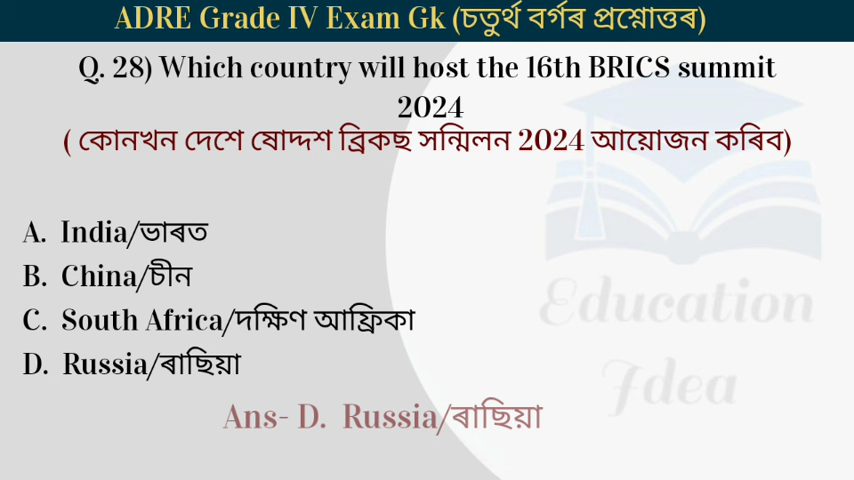 ADRE Grade IV Exam Gk (চতুৰ্থ বৰ্গৰ প্ৰশ্নোত্তৰ)
Q. 28) Which country will host the 16th BRICS summit
2024
( কোনখন দেশে ষোদ্দশ ব্ৰিকছ সন্মিলন 2024 আয়োজন কৰিব)
A. India/ভাৰত
B. China/চীন
C. South Africa/দক্ষিণ আফ্ৰিকা
D. Russia/ৰাছিয়া
Ans- D. Russia/ৰাছিয়া
Education
Idea